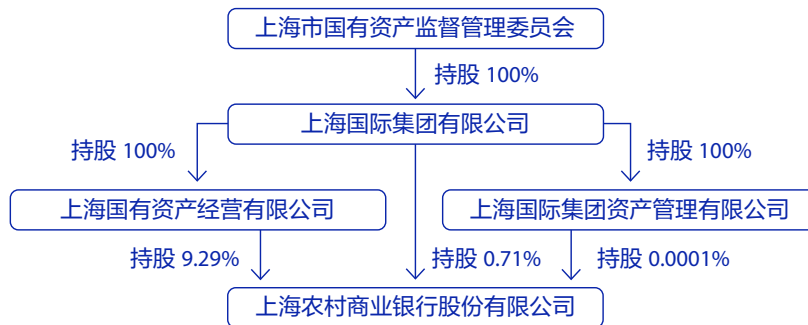 上海市国有资产监督管理委员会
持股 100%
上海国际集团有限公司
持股 100%
持股 100%
上海国有资产经营有限公司
上海国际集团资产管理有限公司
持股 9.29%
持股 0.71%
持股 0.0001%
上海农村商业银行股份有限公司